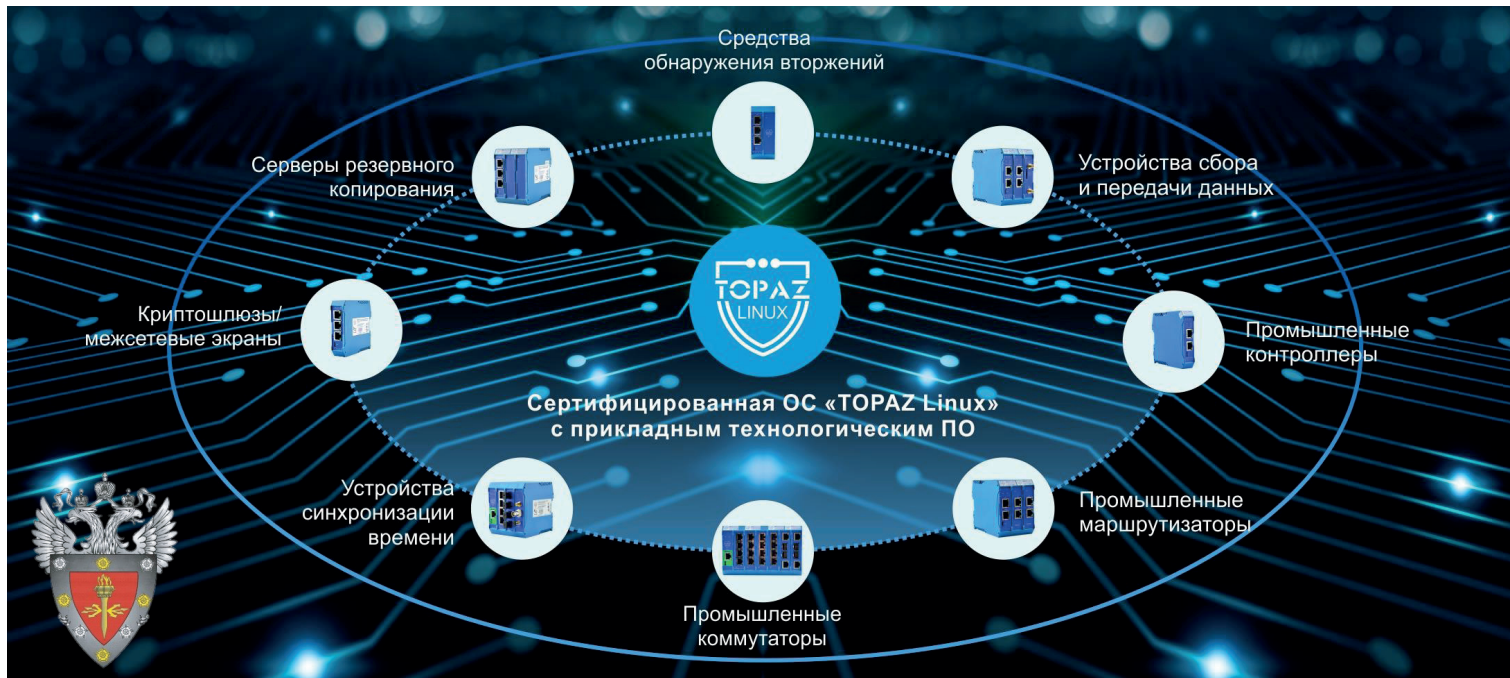 Средства
обнаружения вторжений
Серверы резервного
копирования
Устройства сбора
и передачи данных
TOPAZ
LINUX
Криптошлюзы/
межсетевые экраны
Промышленные
контроллеры
Сертифицированная ОС «TOPAZ Linux»
с прикладным технологическим ПО
Устройства
синхронизации
времени
Промышленные
маршрутизаторы
Промышленные
коммутаторы